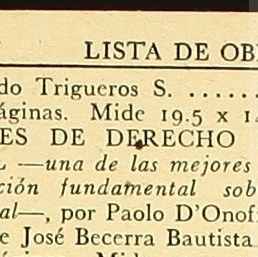 LISTA DE OB
do Trigueros S. ......
áginas. Mide 19.5 x 1
ES DE DERECHO
—una de las mejores
ción fundamental sob
al—, por Paolo D'Onof
e José Becerra Bautista